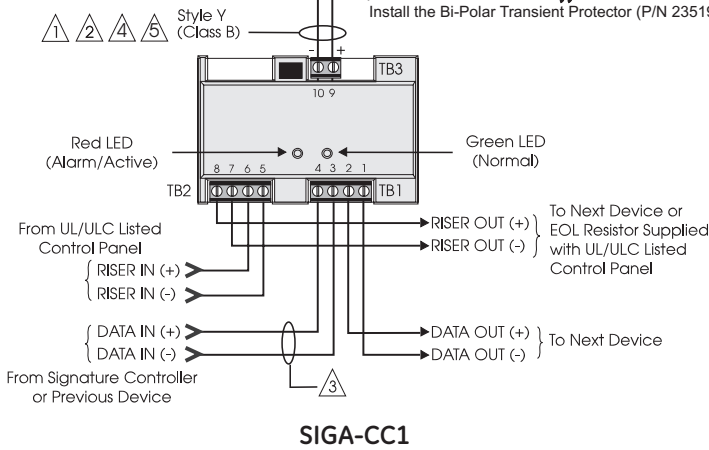 Install the Bi-Polar Transient Protector (P/N 23519
Style Y
(Class B)
1 2 4 5
- +
TB3
10 9
Red LED
(Alarm/Active)
Green LED
(Normal)
8 7 6 5 4 3 2 1
TB2
TB1
From UL/ULC Listed
Control Panel
RISER IN (+)
RISER IN (-)
RISER OUT (+)
RISER OUT (-)
To Next Device or
EOL Resistor Supplied
with UL/ULC Listed
Control Panel
DATA IN (+)
DATA IN (-)
DATA OUT (+)
DATA OUT (-)
To Next Device
From Signature Controller
or Previous Device
3
SIGA-CC1